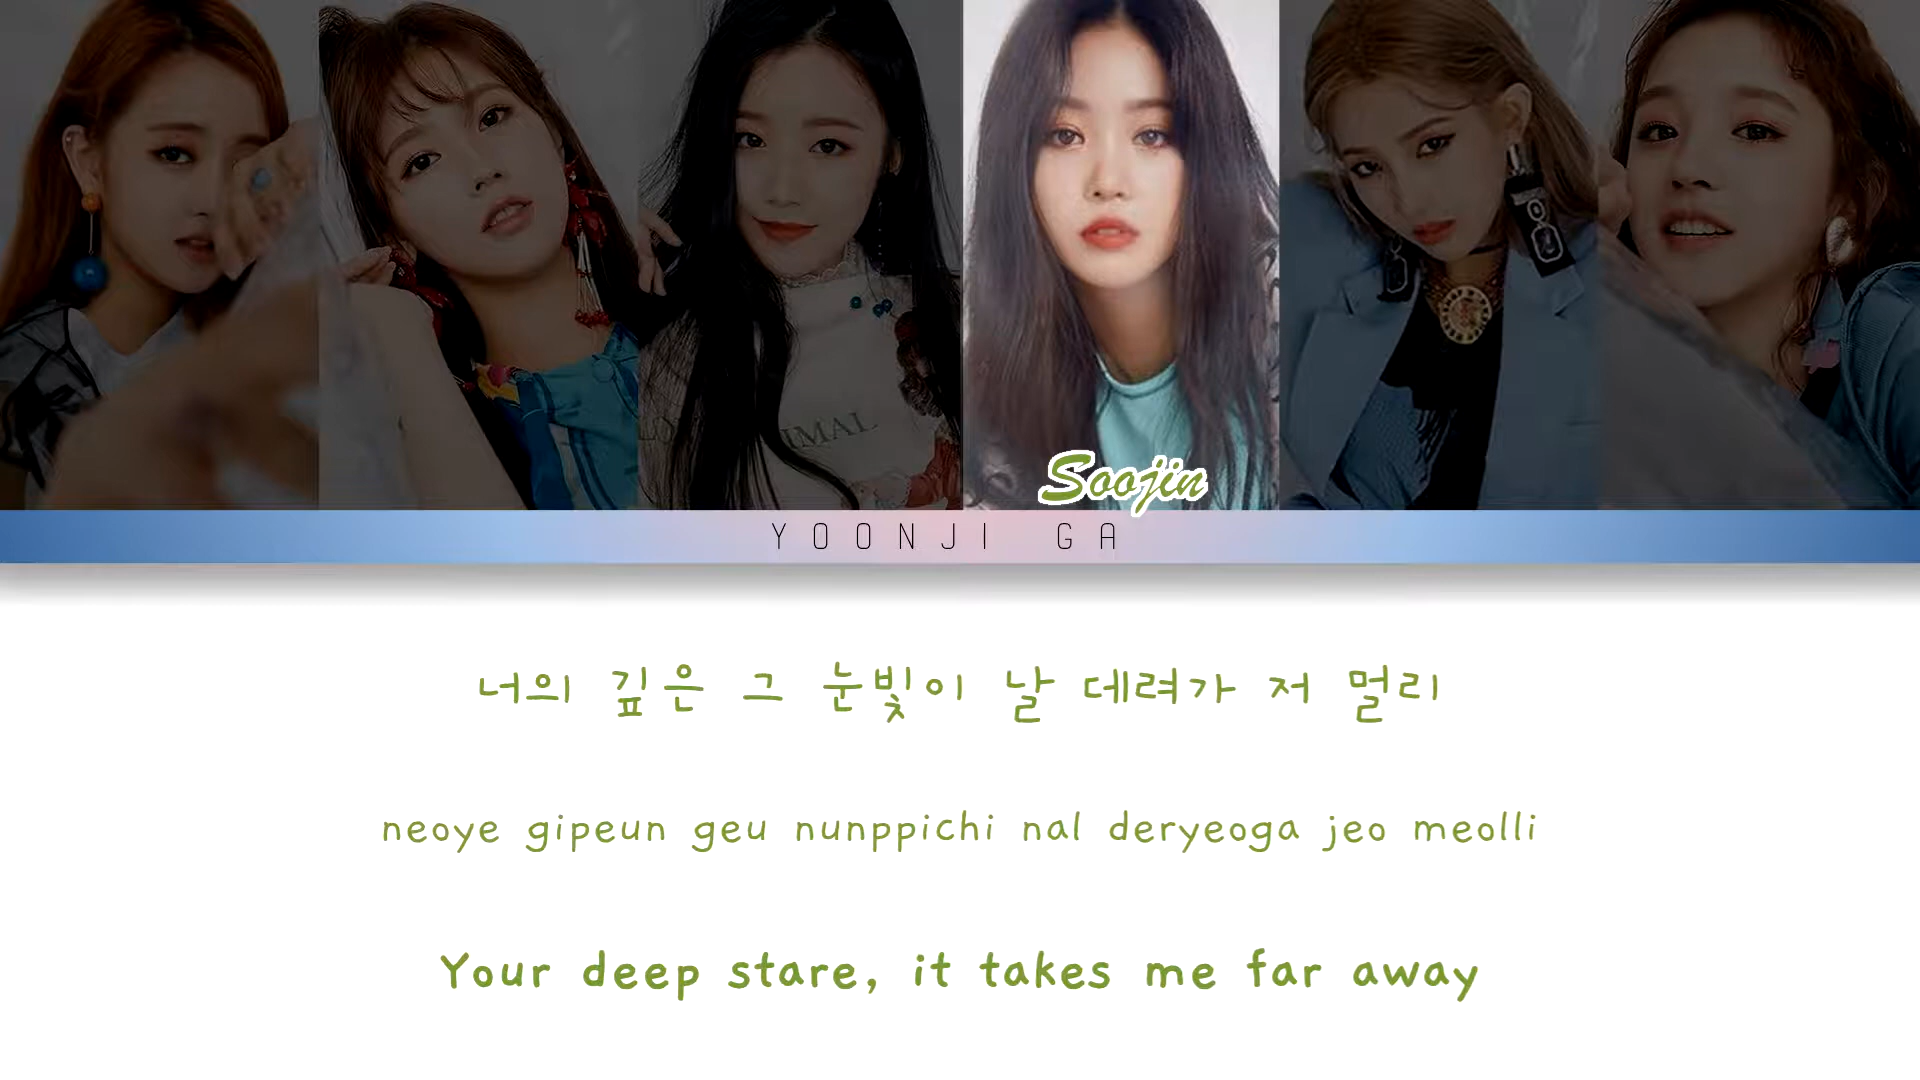 IMAL
Soojin
YOONJI GA
너의 깊은 그 눈빛이 날 데려가 저 멀리
neoye gipeun geu nunppichi nal deryeoga jeo meolli
Your deep stare, it takes me far away